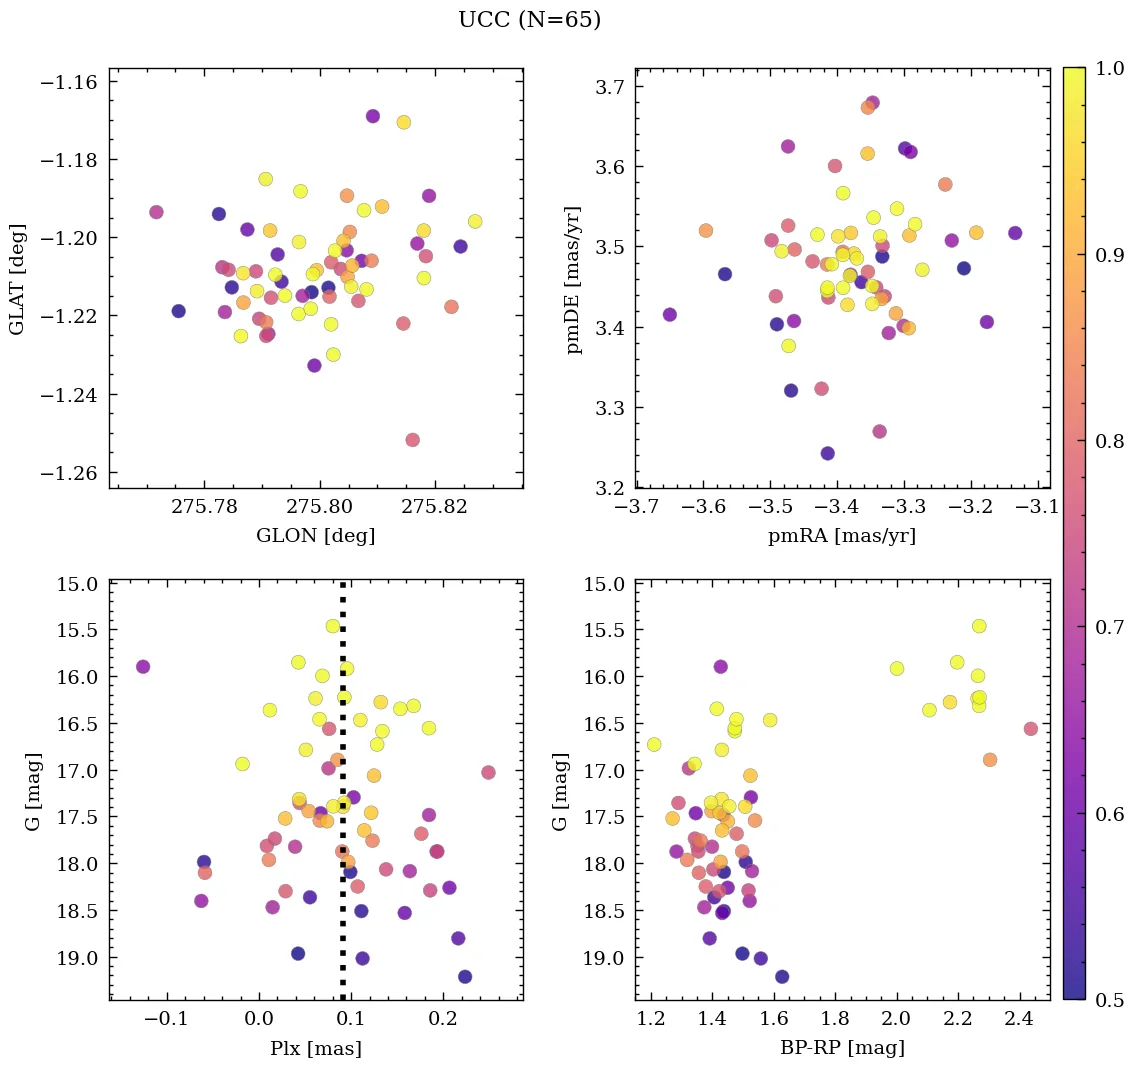 UCC (N=65)
−1.16
−1.18
−1.20
−1.22
−1.24
−1.26
GLAT [deg]
275.78 275.80 275.82
GLON [deg]
3.7
3.6
3.5
3.4
3.3
3.2
pmDE [mas/yr]
−3.7 −3.6 −3.5 −3.4 −3.3 −3.2 −3.1
pmRA [mas/yr]
15.0
15.5
16.0
16.5
17.0
17.5
18.0
18.5
19.0
G [mag]
−0.1 0.0 0.1 0.2
Plx [mas]
15.0
15.5
16.0
16.5
17.0
17.5
18.0
18.5
19.0
G [mag]
1.2 1.4 1.6 1.8 2.0 2.2 2.4
BP-RP [mag]
1.0
0.9
0.8
0.7
0.6
0.5